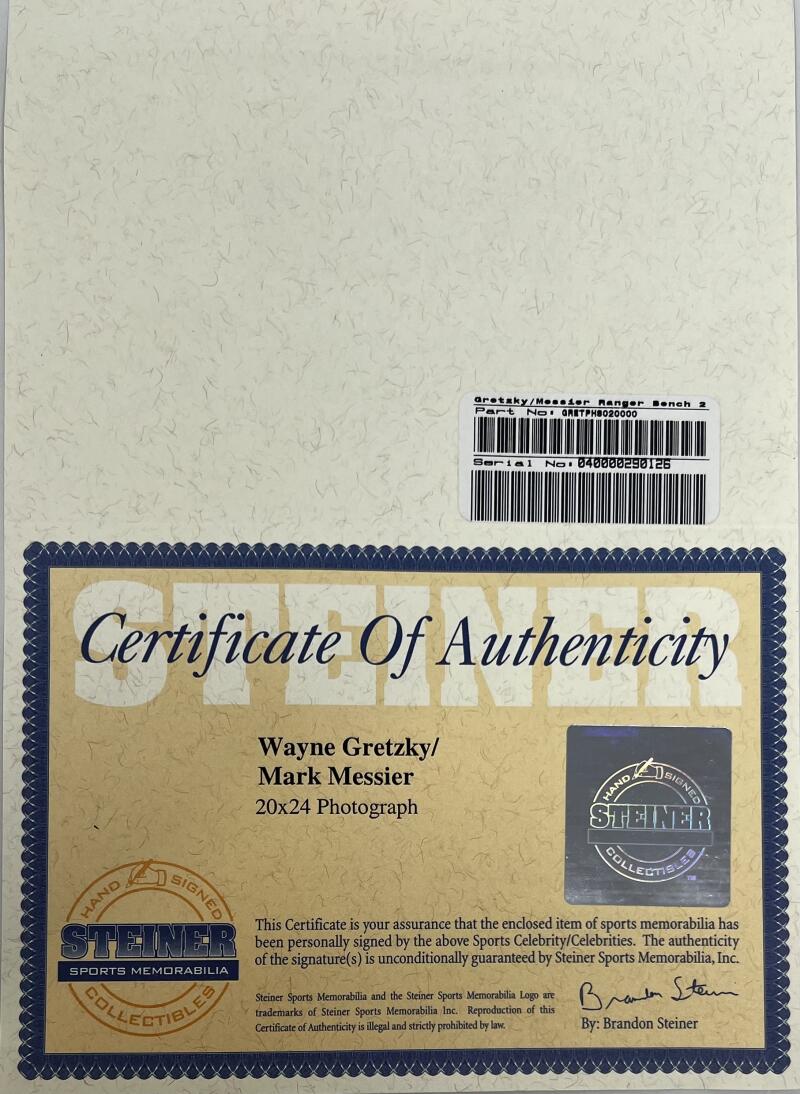 Gretzky/Messier Ranger Bench 2
Part No: GRETPH8020000
Serial No: 040000290126
STEINER
Certificate Of Authenticity
Wayne Gretzky/
Mark Messier
20x24 Photograph
HAND SIGNED
STEINER
COLLECTIBLES
TM
HAND SIGNED
STEINER
SPORTS MEMORABILIA
COLLECTIBLES
This Certificate is your assurance that the enclosed item of sports memorabilia has
been personally signed by the above Sports Celebrity/Celebrities. The authenticity
of the signature(s) is unconditionally guaranteed by Steiner Sports Memorabilia, Inc.
Steiner Sports Memorabilia and the Steiner Sports Memorabilia Logo are
trademarks of Steiner Sports Memorabilia Inc. Reproduction of this
Certificate of Authenticity is illegal and strictly prohibited by law.
Brandon Steiner
By: Brandon Steiner